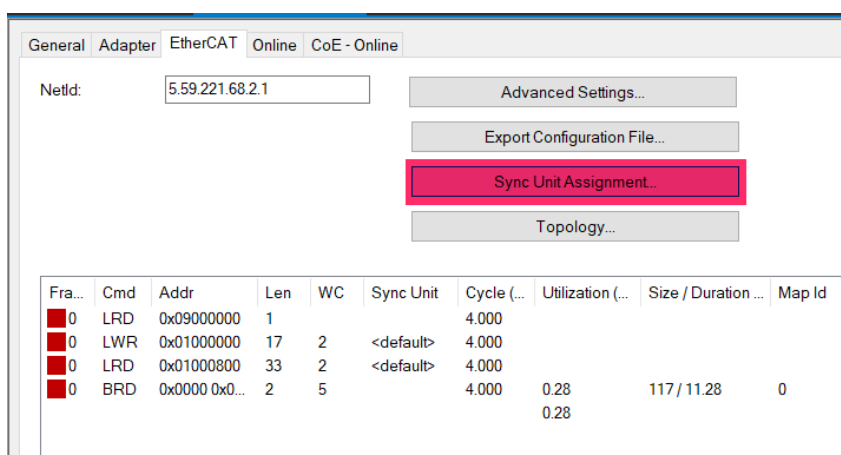 General Adapter EtherCAT Online CoE - Online
NetId: 5.59.221.68.2.1 Advanced Settings...
Export Configuration File...
Sync Unit Assignment...
Topology...
Fra... Cmd Addr Len WC Sync Unit Cycle (... Utilization (... Size / Duration ... Map Id
0 LRD 0x09000000 1 4.000
0 LWR 0x01000000 17 2 <default> 4.000
0 LRD 0x01000800 33 2 <default> 4.000
0 BRD 0x0000 0x0... 2 5 4.000 0.28 117 / 11.28 0
0.28